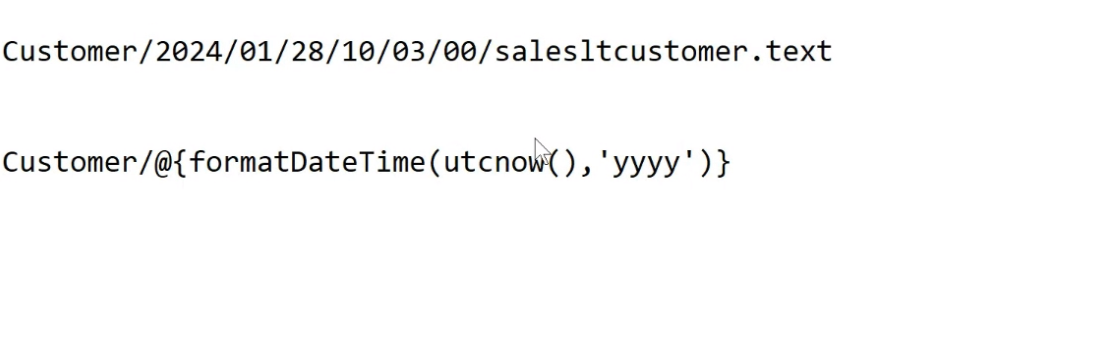 Customer/2024/01/28/10/03/00/salesltcustomer.text
Customer/@{formatDateTime(utcnow(),'yyyy')}